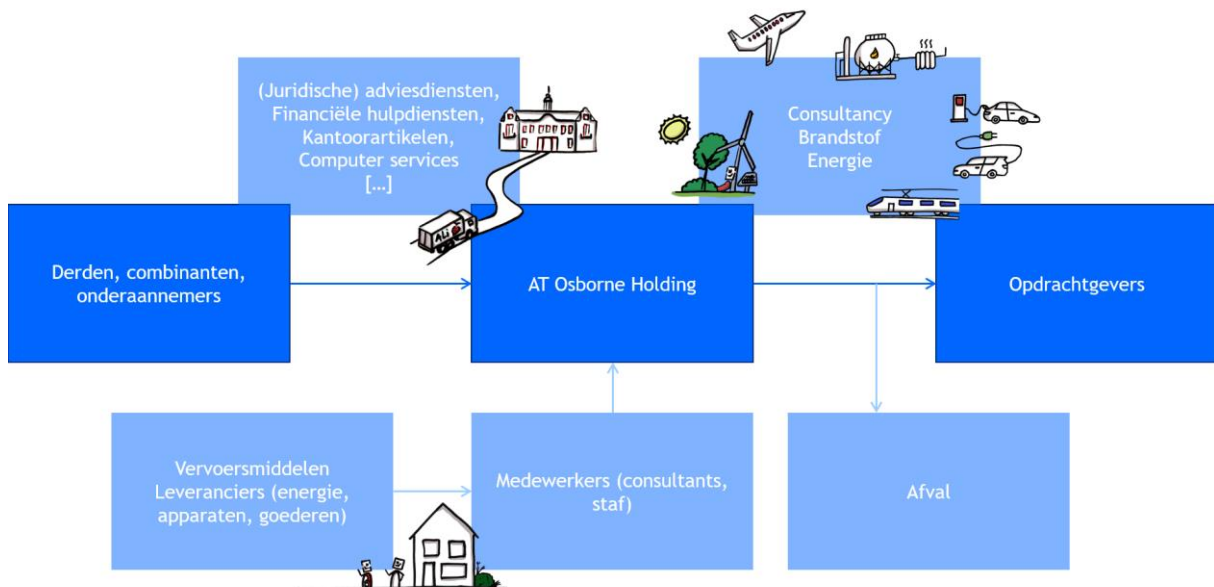 (Juridische) adviesdiensten,
Financiële hulpdiensten,
Kantoorartikelen,
Computer services
[...]
Consultancy
Brandstof
Energie
Derden, combinanten,
onderaannemers
ALi
AT Osborne Holding
Opdrachtgevers
Vervoersmiddelen
Leveranciers (energie,
apparaten, goederen)
Medewerkers (consultants,
staf)
Afval